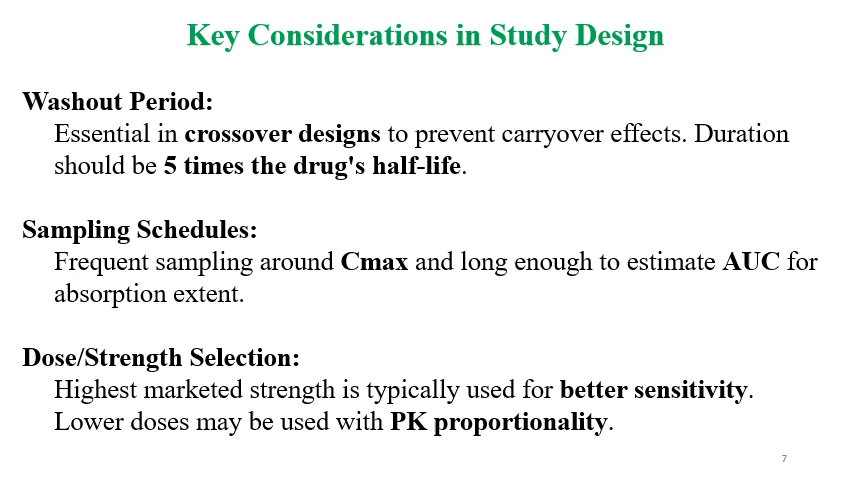 Key Considerations in Study Design
Washout Period:
Essential in crossover designs to prevent carryover effects. Duration
should be 5 times the drug's half-life.
Sampling Schedules:
Frequent sampling around Cmax and long enough to estimate AUC for
absorption extent.
Dose/Strength Selection:
Highest marketed strength is typically used for better sensitivity.
Lower doses may be used with PK proportionality.
7